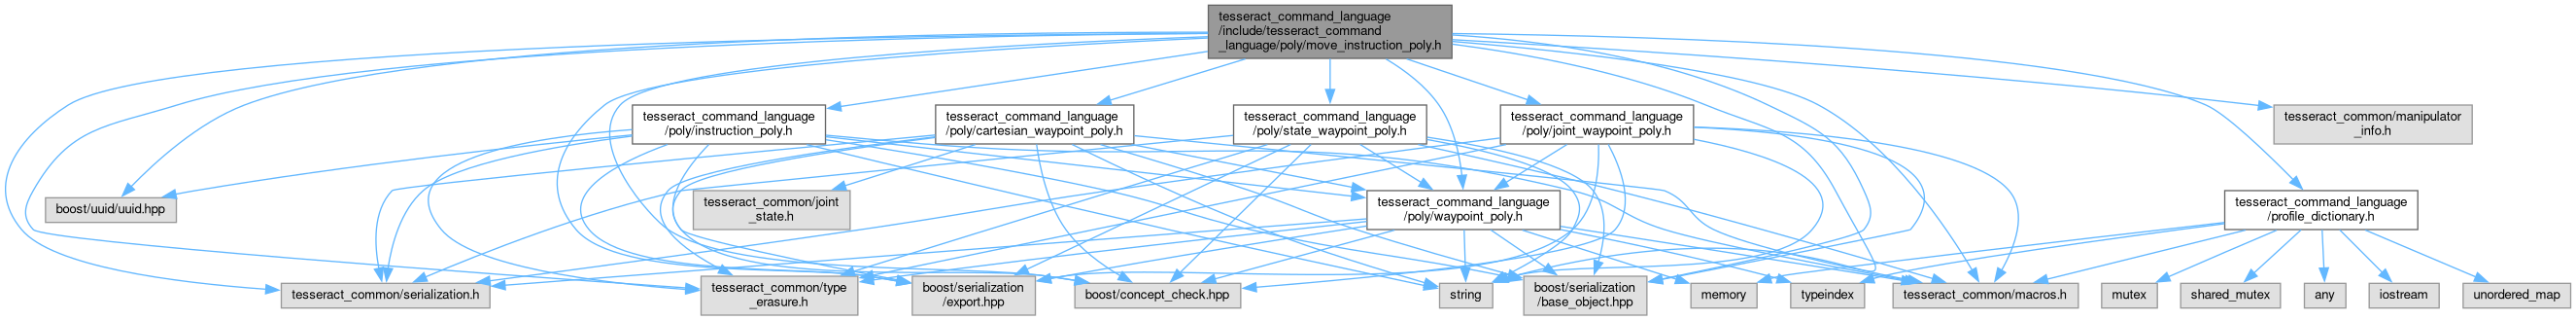 tesseract_command_language
/include/tesseract_command
_language/poly/move_instruction_poly.h
tesseract_command_language
/poly/instruction_poly.h
tesseract_command_language
/poly/cartesian_waypoint_poly.h
tesseract_command_language
/poly/state_waypoint_poly.h
tesseract_command_language
/poly/joint_waypoint_poly.h
tesseract_common/manipulator
_info.h
boost/uuid/uuid.hpp
tesseract_common/joint
_state.h
tesseract_command_language
/poly/waypoint_poly.h
tesseract_command_language
/profile_dictionary.h
tesseract_common/serialization.h
tesseract_common/type
_erasure.h
boost/serialization
/export.hpp
boost/concept_check.hpp
string
boost/serialization
/base_object.hpp
memory
typeindex
tesseract_common/macros.h
mutex
shared_mutex
any
iostream
unordered_map